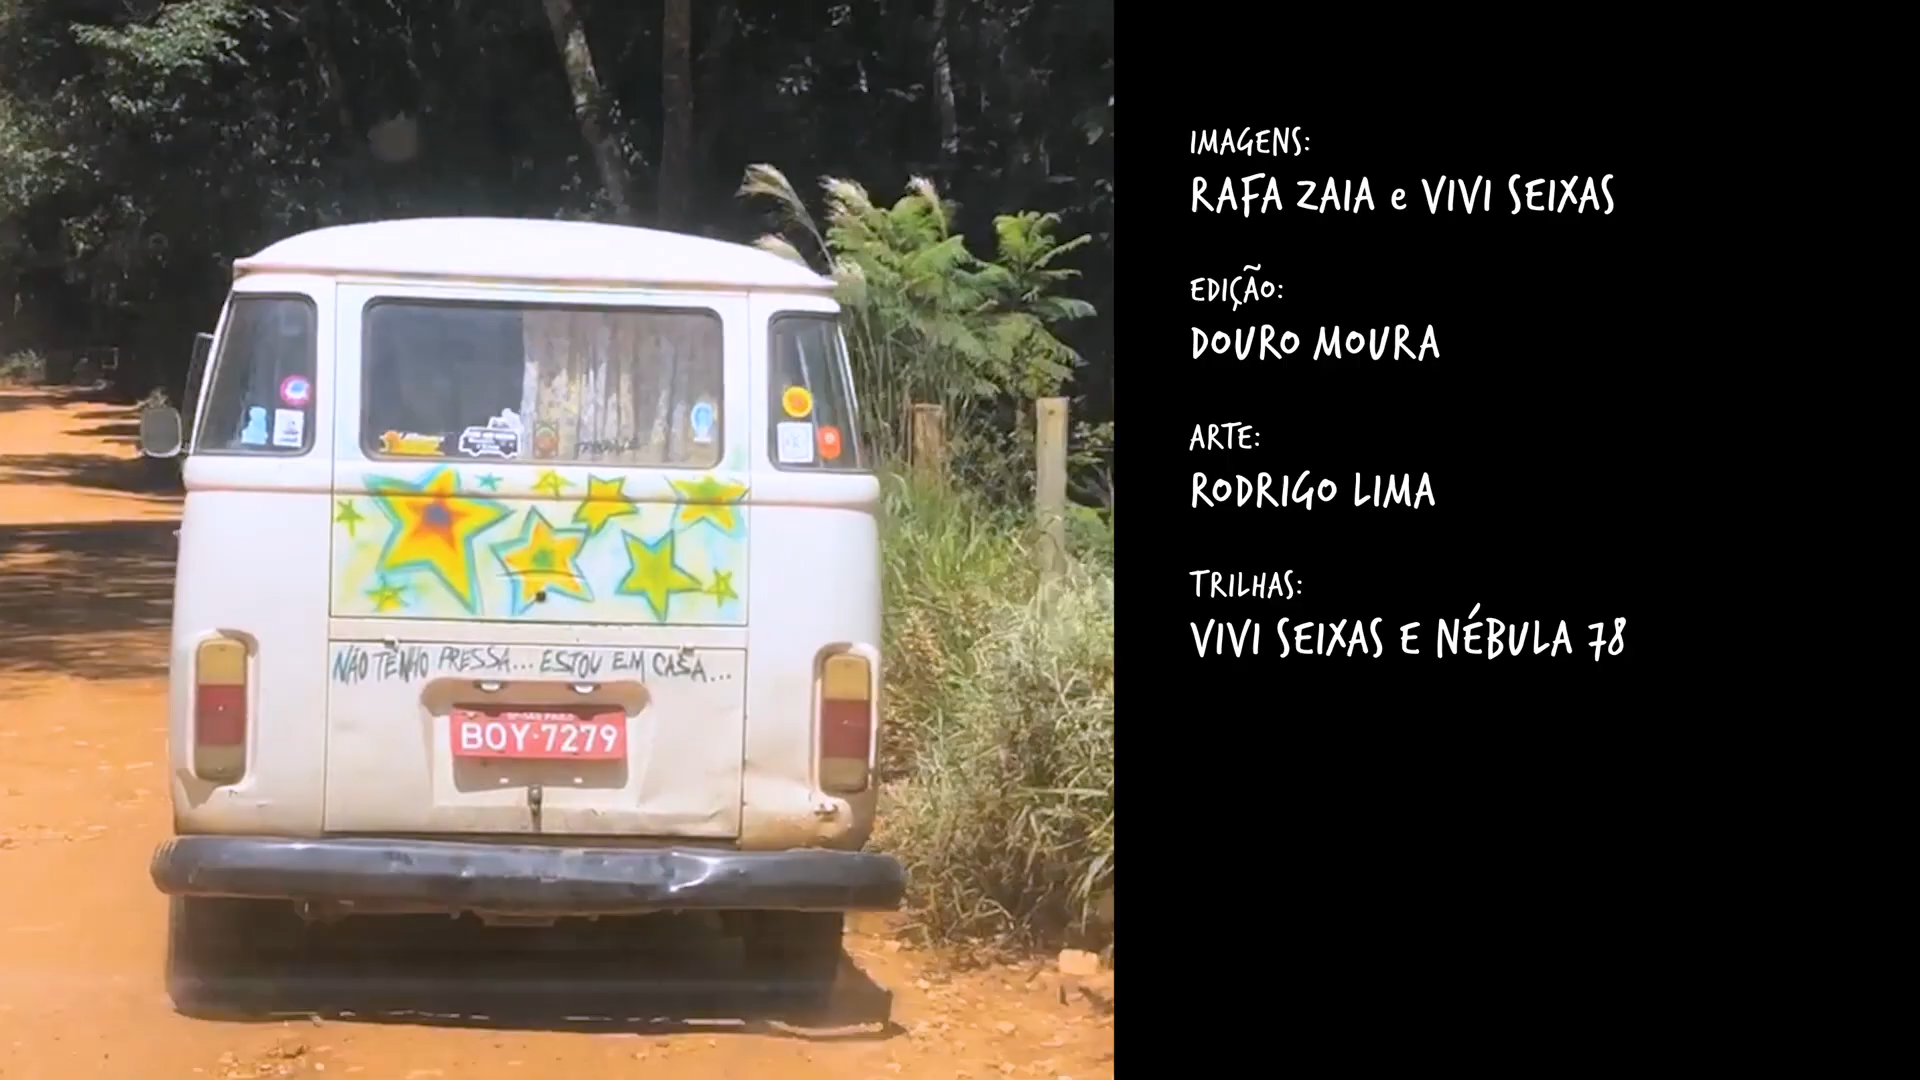 IMAGENS:
RAFA ZAIA e VIVI SEIXAS
EDIÇÃO:
DOURO MOURA
ARTE:
RODRIGO LIMA
TRILHAS:
VIVI SEIXAS E NÉBULA 78
NÃO TENHO PRESSA... ESTOU EM CASA...
BOY·7279